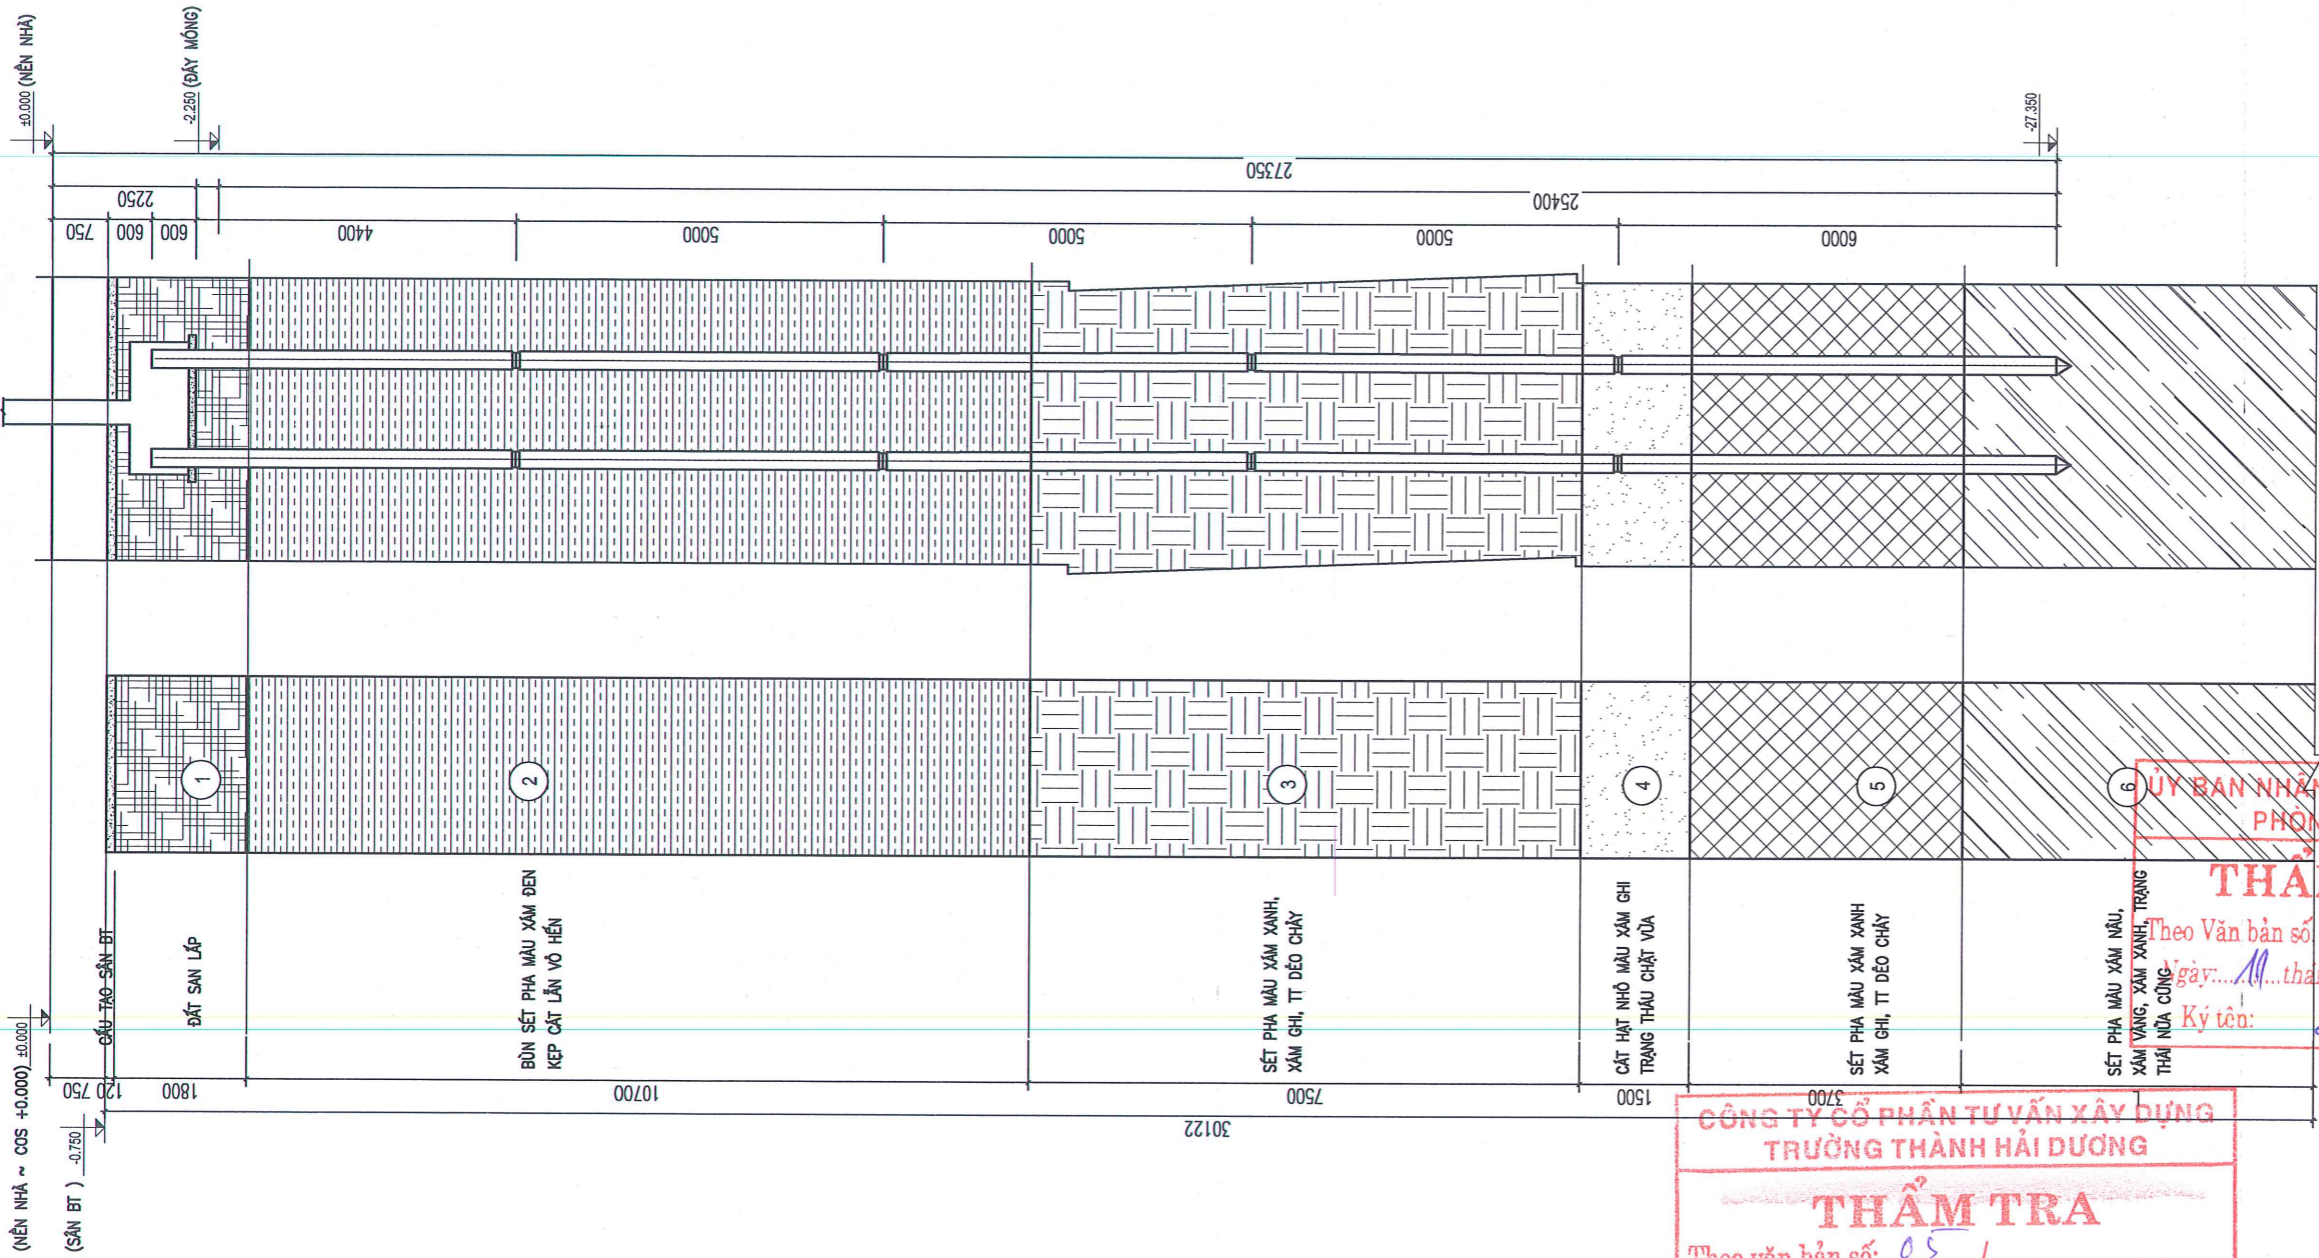 ±0.000 (NỀN NHÀ)
-2.250 (ĐÁY MÓNG)
-27.350
27350
2250
25400
750
600
600
4400
5000
5000
5000
6000
1
2
3
4
5
6
CẤU TẠO SÂN BT
ĐẤT SAN LẤP
BÙN SÉT PHA MÀU XÁM ĐEN
KẸP CÁT LẪN VỎ HẾN
SÉT PHA MÀU XÁM XANH,
XÁM GHI, TT DẺO CHẢY
CÁT HẠT NHỎ MÀU XÁM GHI
TRẠNG THÁU CHẶT VỪA
SÉT PHA MÀU XÁM XANH
XÁM GHI, TT DẺO CHẢY
SÉT PHA MÀU XÁM NÂU,
XÁM VÀNG, XÁM XANH, TRẠNG
THÁI NỬA CỨNG
(NỀN NHÀ ~ COS +0.000) ±0.000
(SÂN BT ) -0.750
750
120
1800
10700
7500
1500
3700
30122
ỦY BAN NHÂN
PHÒN
THẨ
Theo Văn bản số
Ngày:....11....thá
Ký tên:
CÔNG TY CỔ PHẦN TƯ VẤN XÂY DỰNG
TRƯỜNG THÀNH HẢI DƯƠNG
THẨM TRA
Theo văn bản số: 05 /